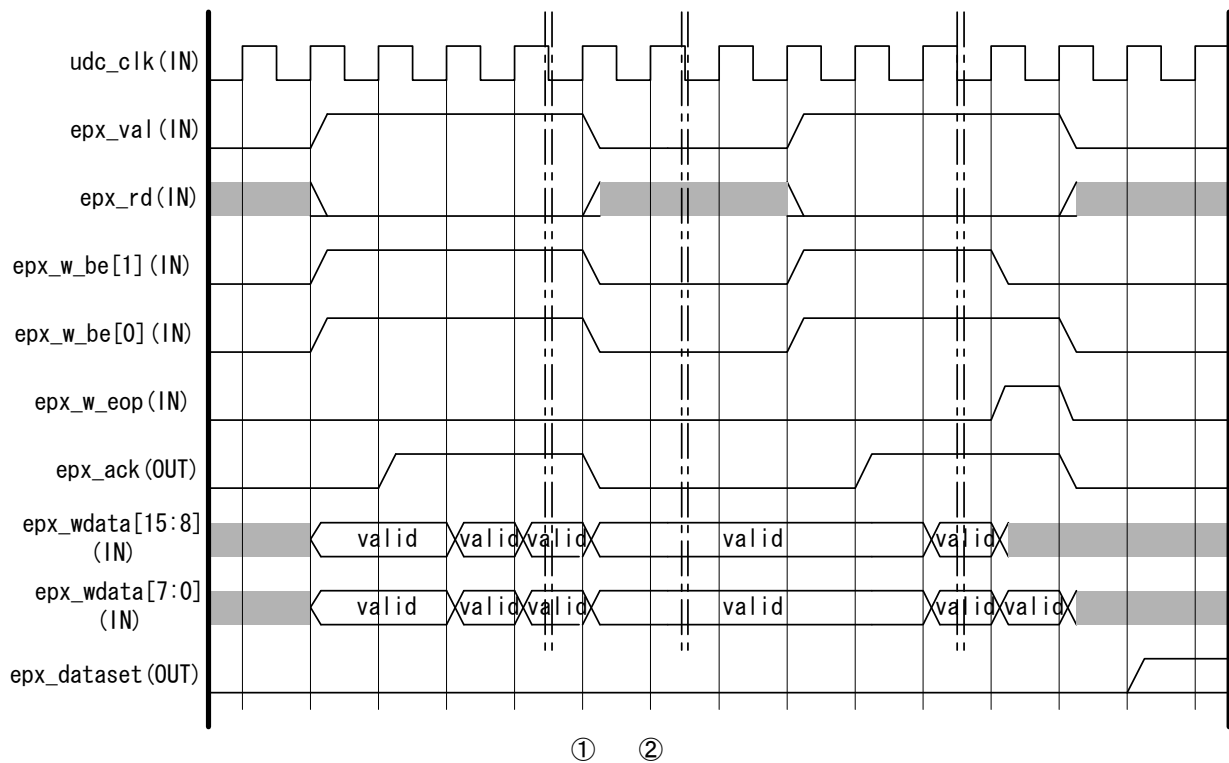 udc_clk(IN)
epx_val(IN)
epx_rd(IN)
epx_w_be[1](IN)
epx_w_be[0](IN)
epx_w_eop(IN)
epx_ack(OUT)
epx_wdata[15:8]
(IN)
valid valid valid valid valid
epx_wdata[7:0]
(IN)
valid valid valid valid valid valid
epx_dataset(OUT)
① ②